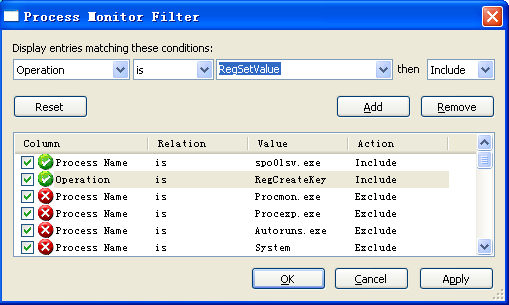 Process Monitor Filter
Display entries matching these conditions:
Operation is RegSetValue then Include
Reset Add Remove
Column Relation Value Action
Process Name is spo0lsv.exe Include
Operation is RegCreateKey Include
Process Name is Procmon.exe Exclude
Process Name is Procexp.exe Exclude
Process Name is Autoruns.exe Exclude
Process Name is System Exclude
OK Cancel Apply